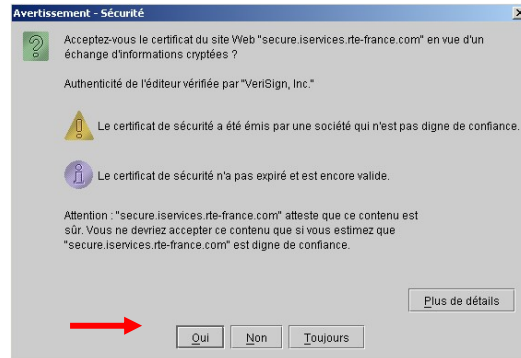 Avertissement - Sécurité
Acceptez-vous le certificat du site Web "secure.iservices.rte-france.com" en vue d'un
échange d'informations cryptées ?
Authenticité de l'éditeur vérifiée par "VeriSign, Inc."
Le certificat de sécurité a été émis par une société qui n'est pas digne de confiance.
Le certificat de sécurité n'a pas expiré et est encore valide.
Attention : "secure.iservices.rte-france.com" atteste que ce contenu est
sûr. Vous ne devriez accepter ce contenu que si vous estimez que
"secure.iservices.rte-france.com" est digne de confiance.
Plus de détails
Oui Non Toujours